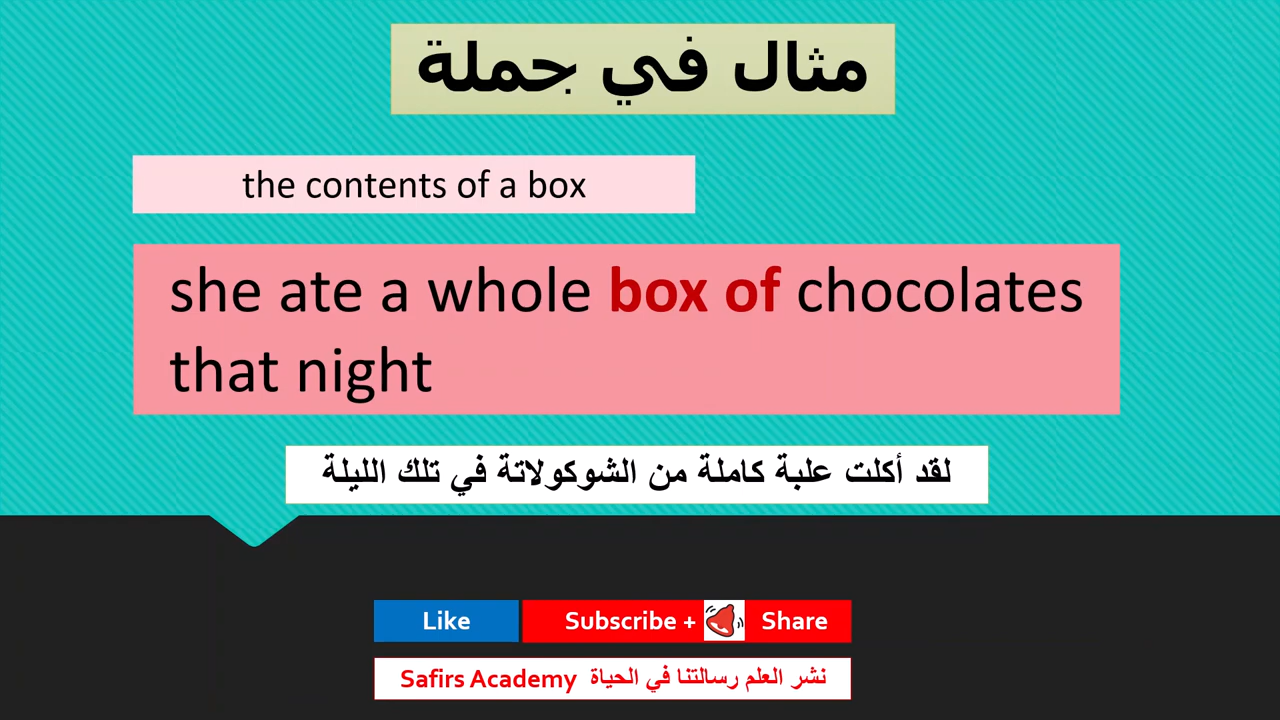 مثال في جملة
the contents of a box
she ate a whole box of chocolates
that night
لقد أكلت علبة كاملة من الشوكولاتة في تلك الليلة
Like Subscribe + Share
Safirs Academy نشر العلم رسالتنا في الحياة